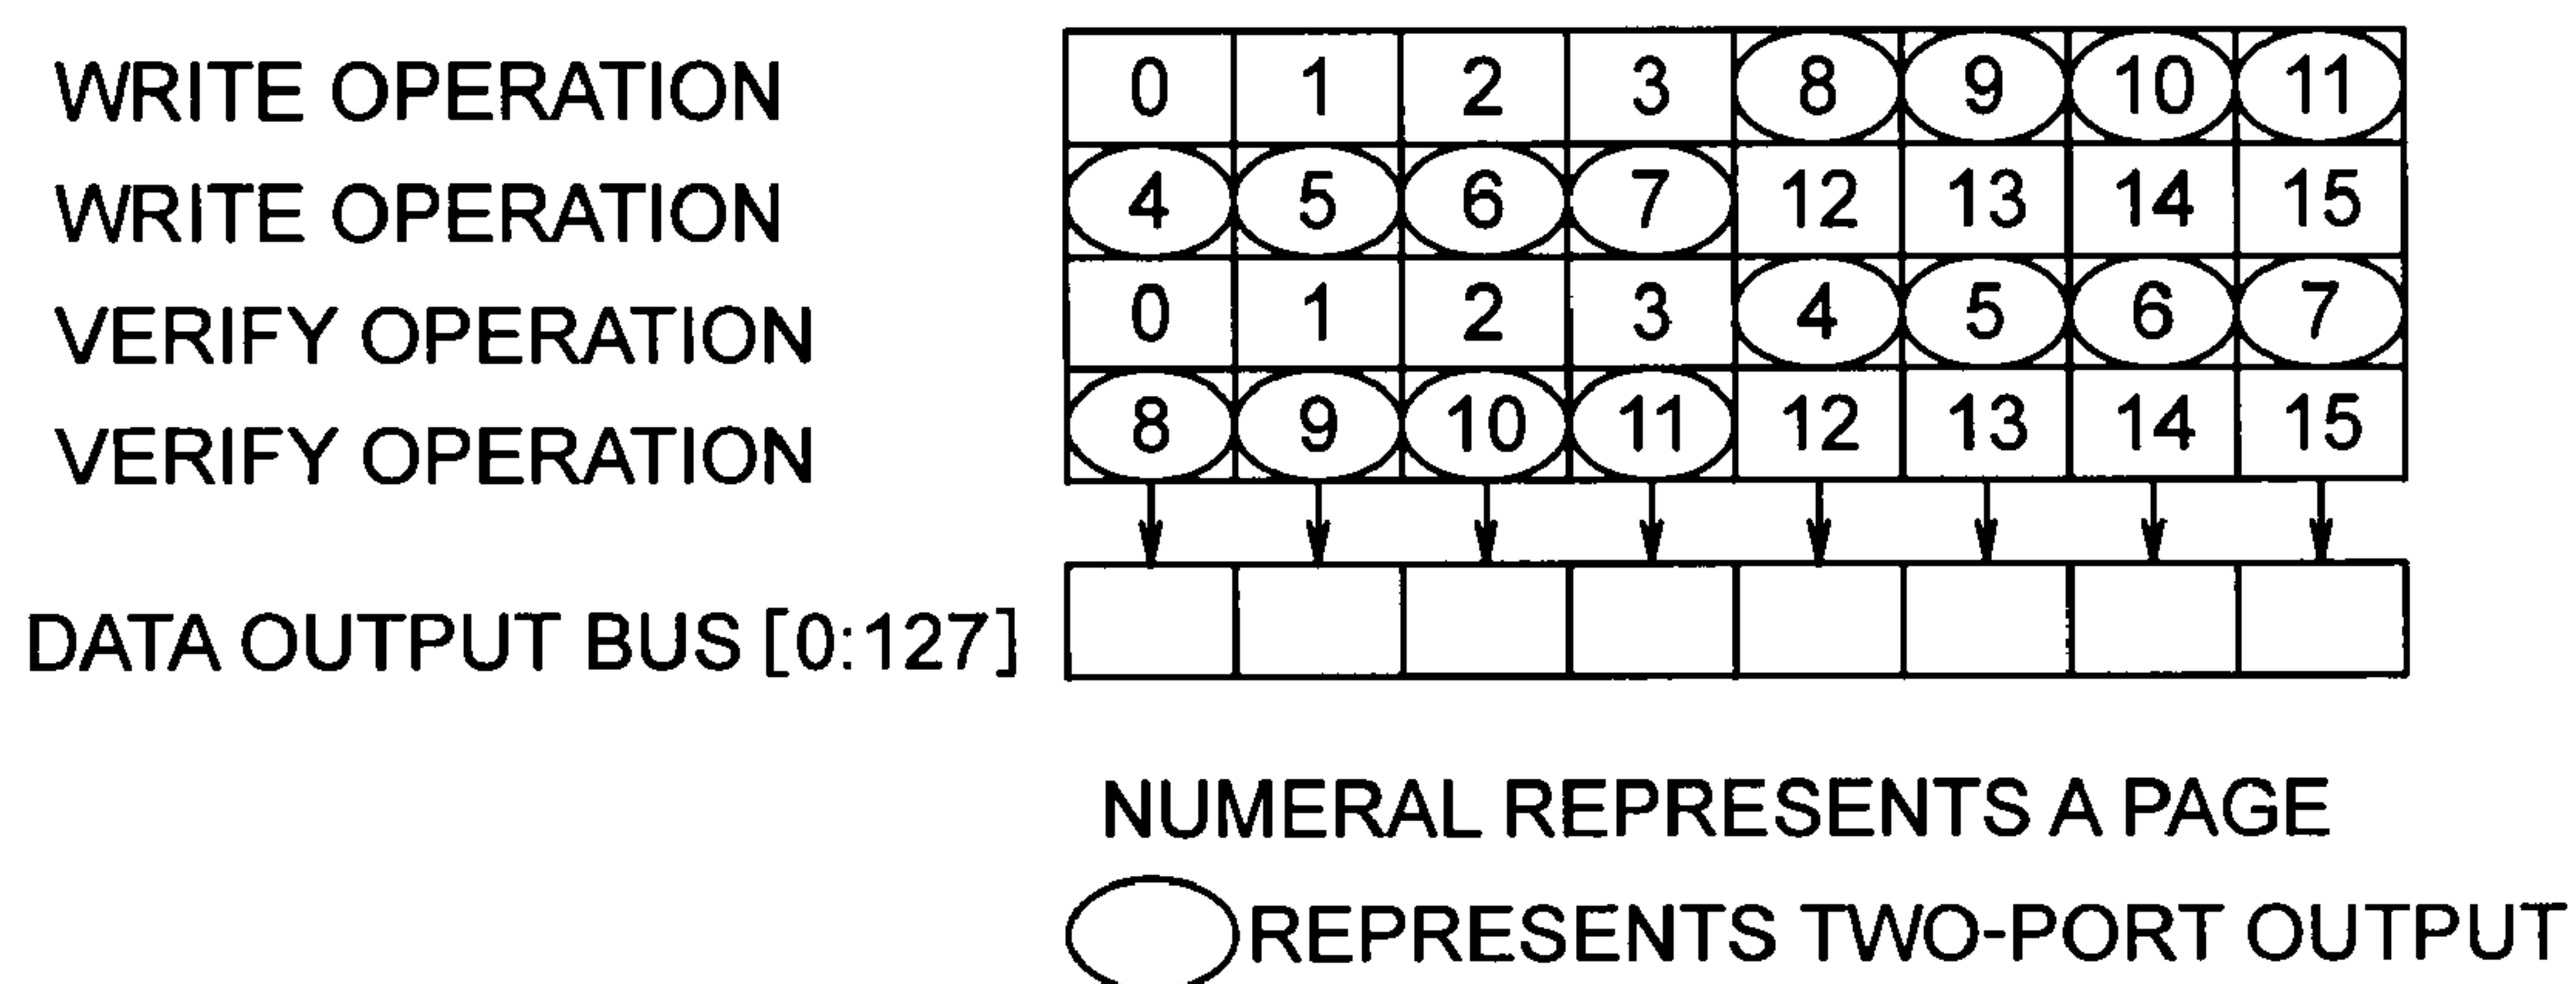 WRITE OPERATION 0 1 2 3 8 9 10 11
WRITE OPERATION 4 5 6 7 12 13 14 15
VERIFY OPERATION 0 1 2 3 4 5 6 7
VERIFY OPERATION 8 9 10 11 12 13 14 15
DATA OUTPUT BUS [0:127]
NUMERAL REPRESENTS A PAGE
REPRESENTS TWO-PORT OUTPUT